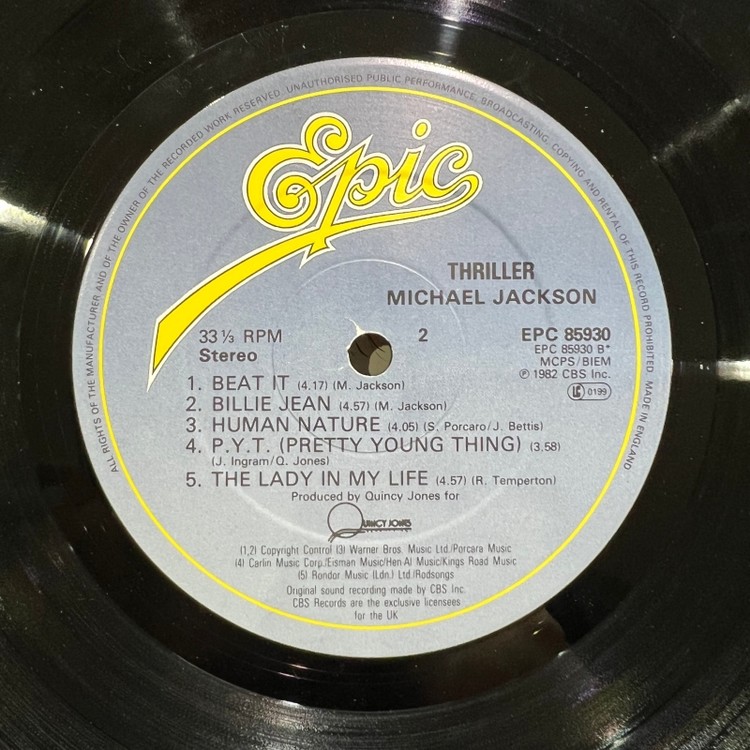 ALL RIGHTS OF THE MANUFACTURER AND OF THE OWNER OF THE RECORDED WORK RESERVED. UNAUTHORISED PUBLIC PERFORMANCE, BROADCASTING, COPYING AND RENTAL OF THIS RECORD PROHIBITED. MADE IN ENGLAND
Epic
THRILLER
MICHAEL JACKSON
33⅓ RPM
Stereo
2
EPC 85930
EPC 85930 B*
MCPS/BIEM
℗ 1982 CBS Inc.
LC 0199
1. BEAT IT (4.17) (M. Jackson)
2. BILLIE JEAN (4.57) (M. Jackson)
3. HUMAN NATURE (4.05) (S. Porcaro/J. Bettis)
4. P.Y.T. (PRETTY YOUNG THING) (3.58)
(J. Ingram/Q. Jones)
5. THE LADY IN MY LIFE (4.57) (R. Temperton)
Produced by Quincy Jones for
QUINCY JONES
(1,2) Copyright Control (3) Warner Bros. Music Ltd./Porcara Music
(4) Carlin Music Corp./Eisman Music/Hen-Al Music/Kings Road Music
(5) Rondor Music (Ldn.) Ltd./Rodsongs
Original sound recording made by CBS Inc.
CBS Records are the exclusive licensees
for the UK